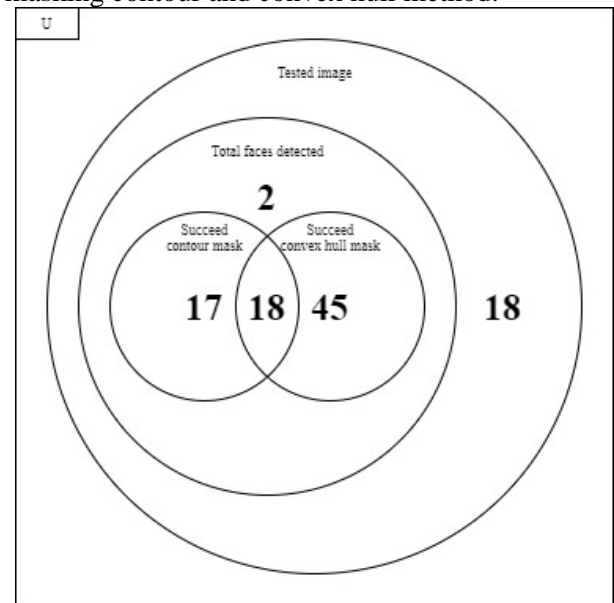 mashing contour and convex hull method.
U
Tested image
Total faces detected
2
Succeed
contour mask
Succeed
convex hull mask
17
18
45
18